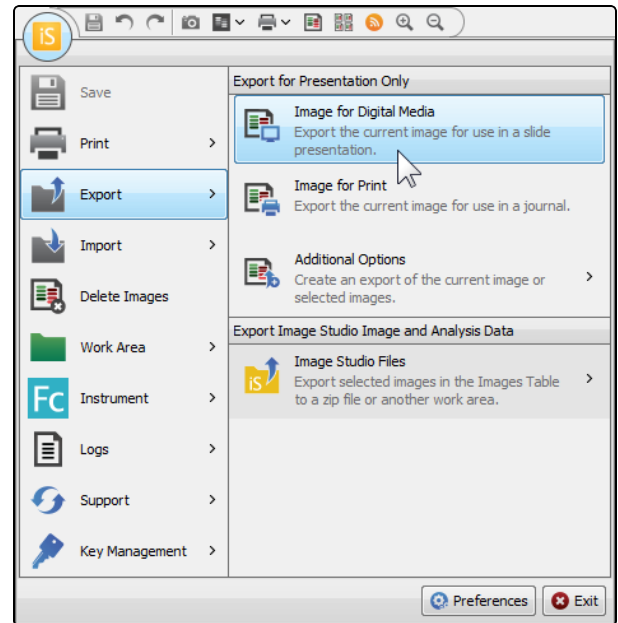 iS
Save
Print
Export
Import
Delete Images
Work Area
Fc
Instrument
Logs
Support
Key Management
Export for Presentation Only
Image for Digital Media
Export the current image for use in a slide
presentation.
Image for Print
Export the current image for use in a journal.
Additional Options
Create an export of the current image or
selected images.
Export Image Studio Image and Analysis Data
Image Studio Files
iS
Export selected images in the Images Table
to a zip file or another work area.
Preferences
Exit